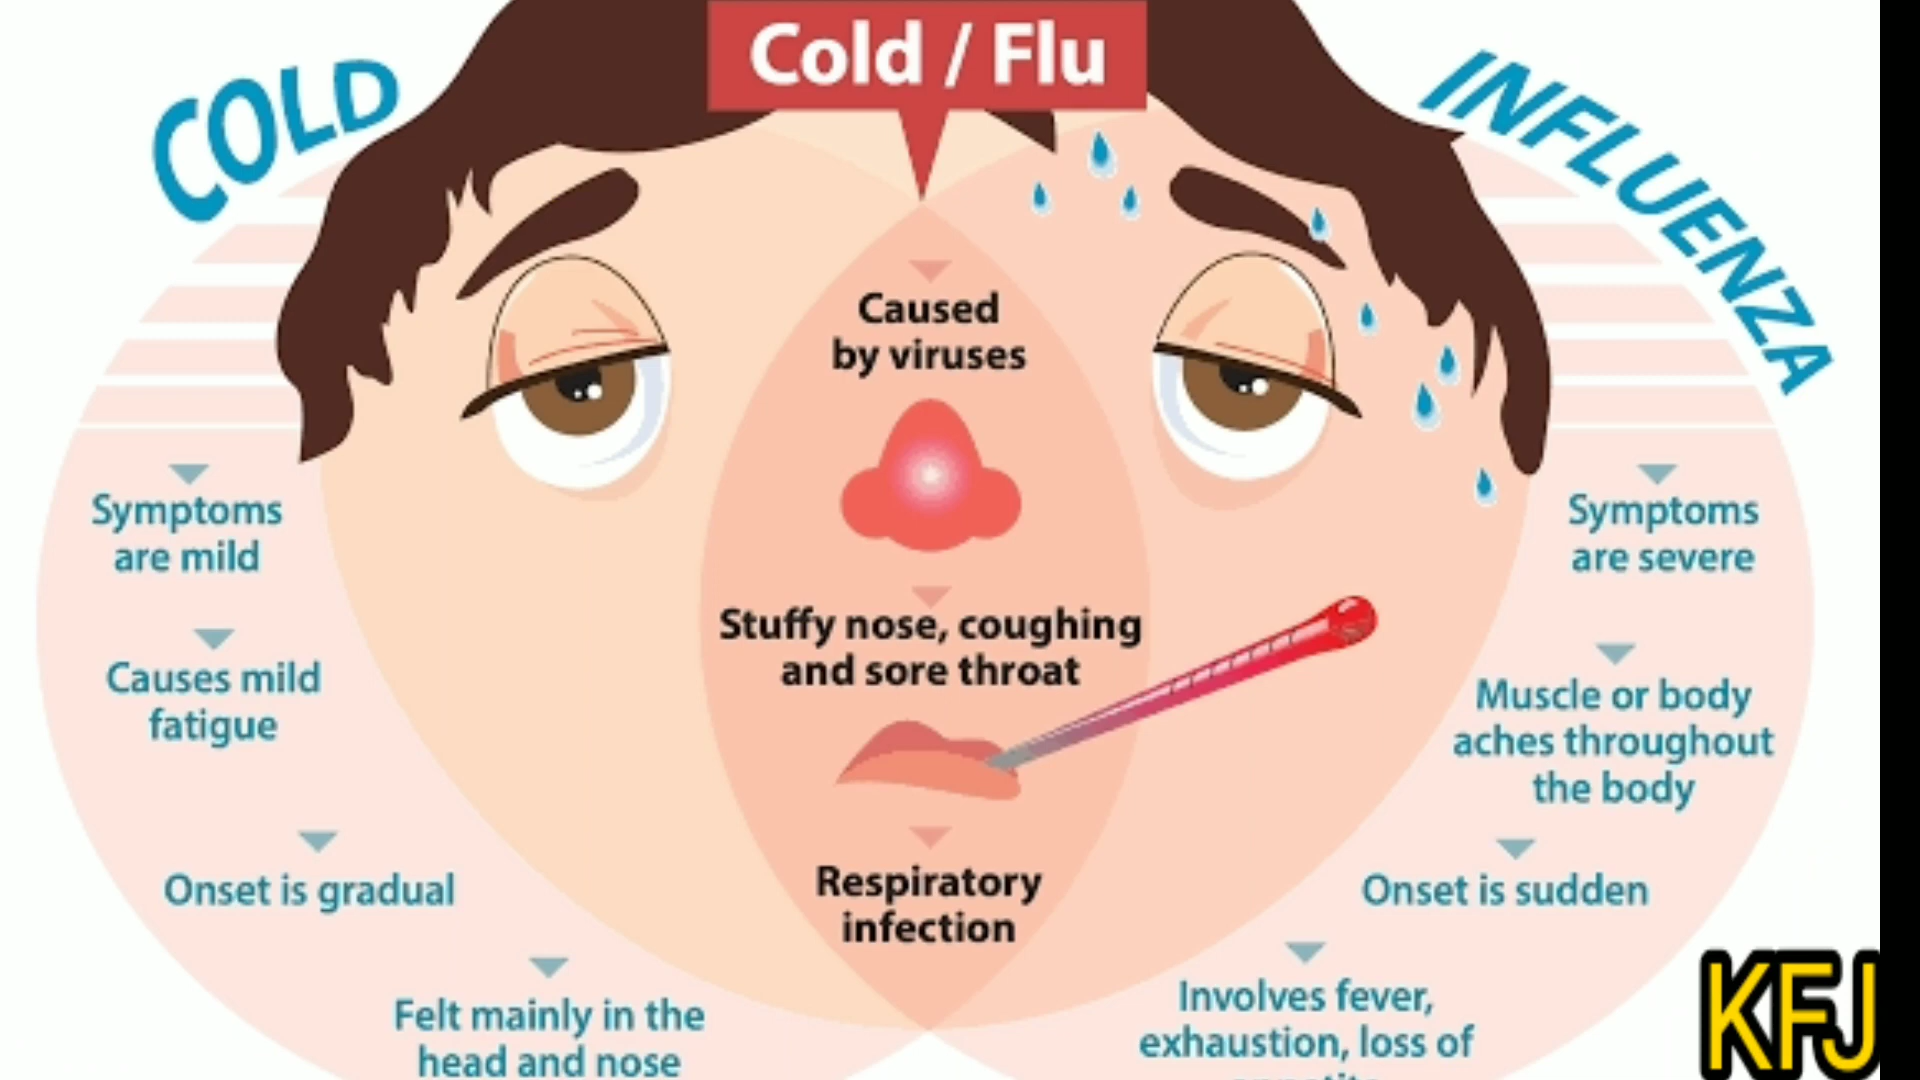 Cold / Flu
COLD
INFLUENZA
Caused
by viruses
Symptoms
are mild
Symptoms
are severe
Stuffy nose, coughing
and sore throat
Causes mild
fatigue
Muscle or body
aches throughout
the body
Onset is gradual
Respiratory
infection
Onset is sudden
Felt mainly in the
head and nose
Involves fever,
exhaustion, loss of
KFJ